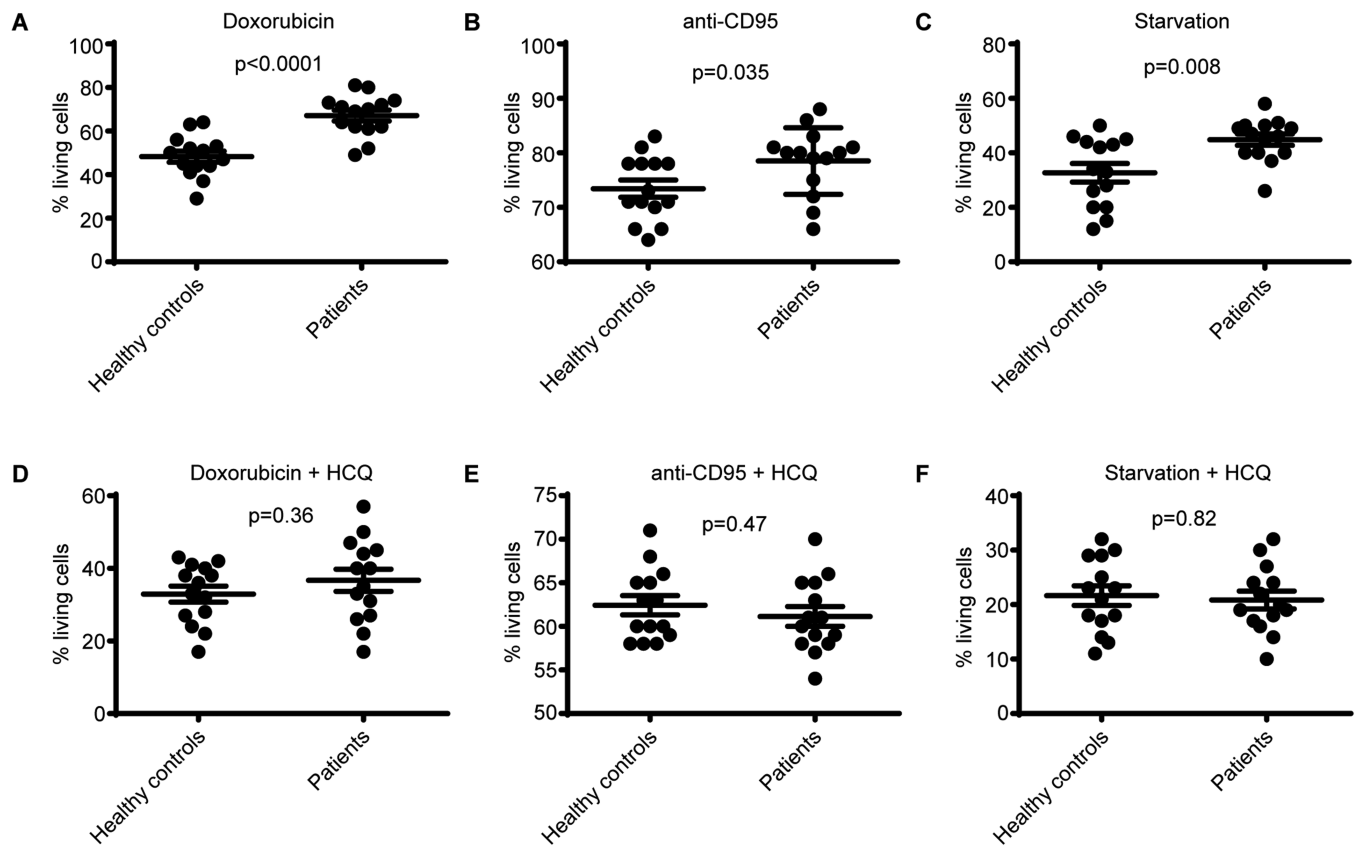 A
Doxorubicin
% living cells
100
80
60
40
20
0
p<0.0001
Healthy controls
Patients
B
anti-CD95
% living cells
100
90
80
70
60
p=0.035
Healthy controls
Patients
C
Starvation
% living cells
80
60
40
20
0
p=0.008
Healthy controls
Patients
D
Doxorubicin + HCQ
% living cells
60
40
20
0
p=0.36
Healthy controls
Patients
E
anti-CD95 + HCQ
% living cells
75
70
65
60
55
50
p=0.47
Healthy controls
Patients
F
Starvation + HCQ
% living cells
40
30
20
10
0
p=0.82
Healthy controls
Patients